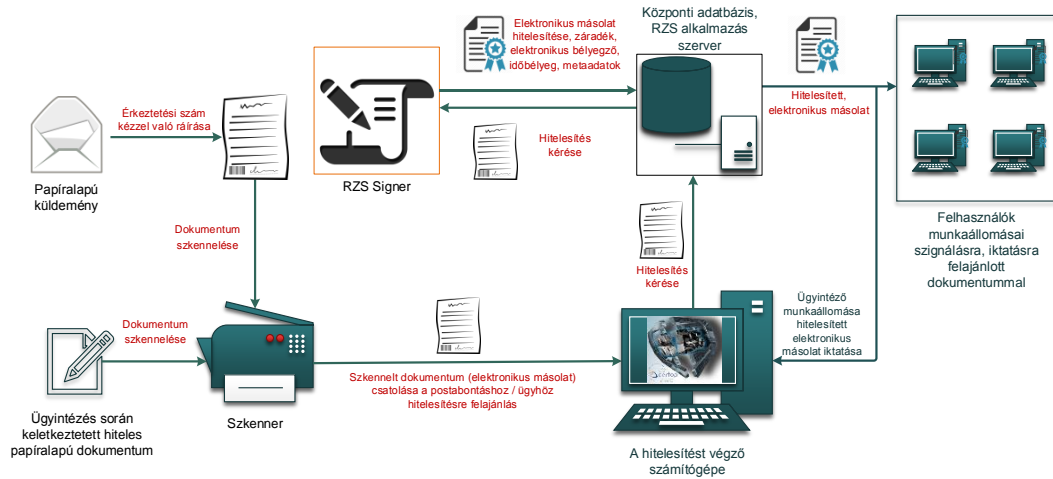 Elektronikus másolat
hitelesítése, záradék,
elektronikus bélyegző,
időbélyeg, metaadatok
Központi adatbázis,
RZS alkalmazás
szerver
Érkeztetési szám
kézzel való ráírása
Hitelesített,
elektronikus másolat
Hitelesítés
kérése
Papíralapú
küldemény
RZS Signer
Felhasználók
munkaállomásai
szignálásra, iktatásra
felajánlott
dokumentummal
Dokumentum
szkennelése
Hitelesítés
kérése
Dokumentum
szkennelése
Ügyintéző
munkaállomása
hitelesített
elektronikus
másolat iktatása
Szkennelt dokumentum (elektronikus másolat)
csatolása a postabontáshoz / ügyhöz
hitelesítésre felajánlás
Ügyintézés során
keletkeztetett hiteles
papíralapú dokumentum
Szkenner
A hitelesítést végző
számítógépe